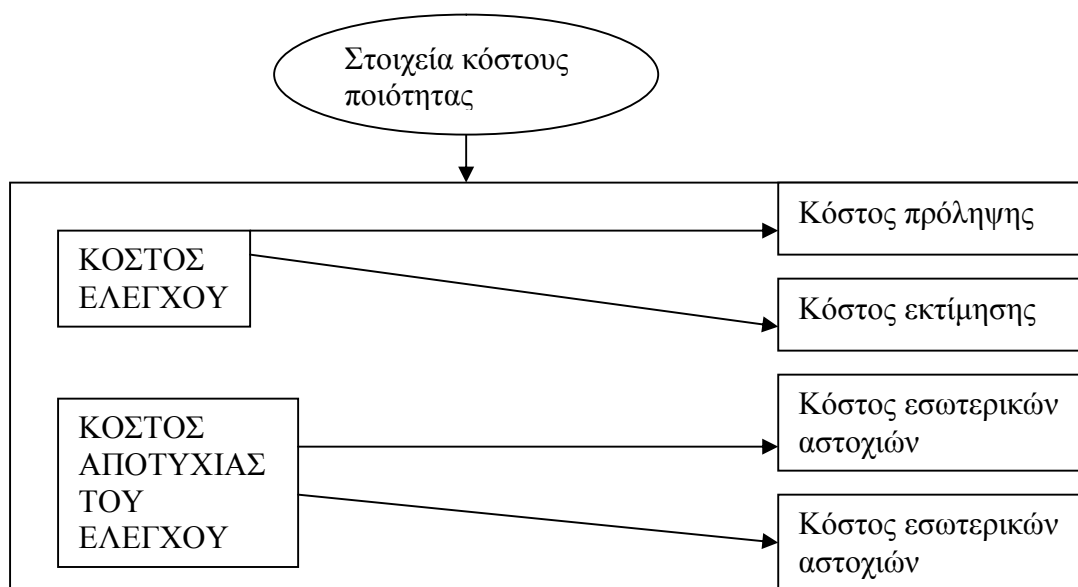 Στοιχεία κόστους
ποιότητας
Κόστος πρόληψης
ΚΟΣΤΟΣ
ΕΛΕΓΧΟΥ
Κόστος εκτίμησης
Κόστος εσωτερικών
αστοχιών
ΚΟΣΤΟΣ
ΑΠΟΤΥΧΙΑΣ
ΤΟΥ
ΕΛΕΓΧΟΥ
Κόστος εσωτερικών
αστοχιών